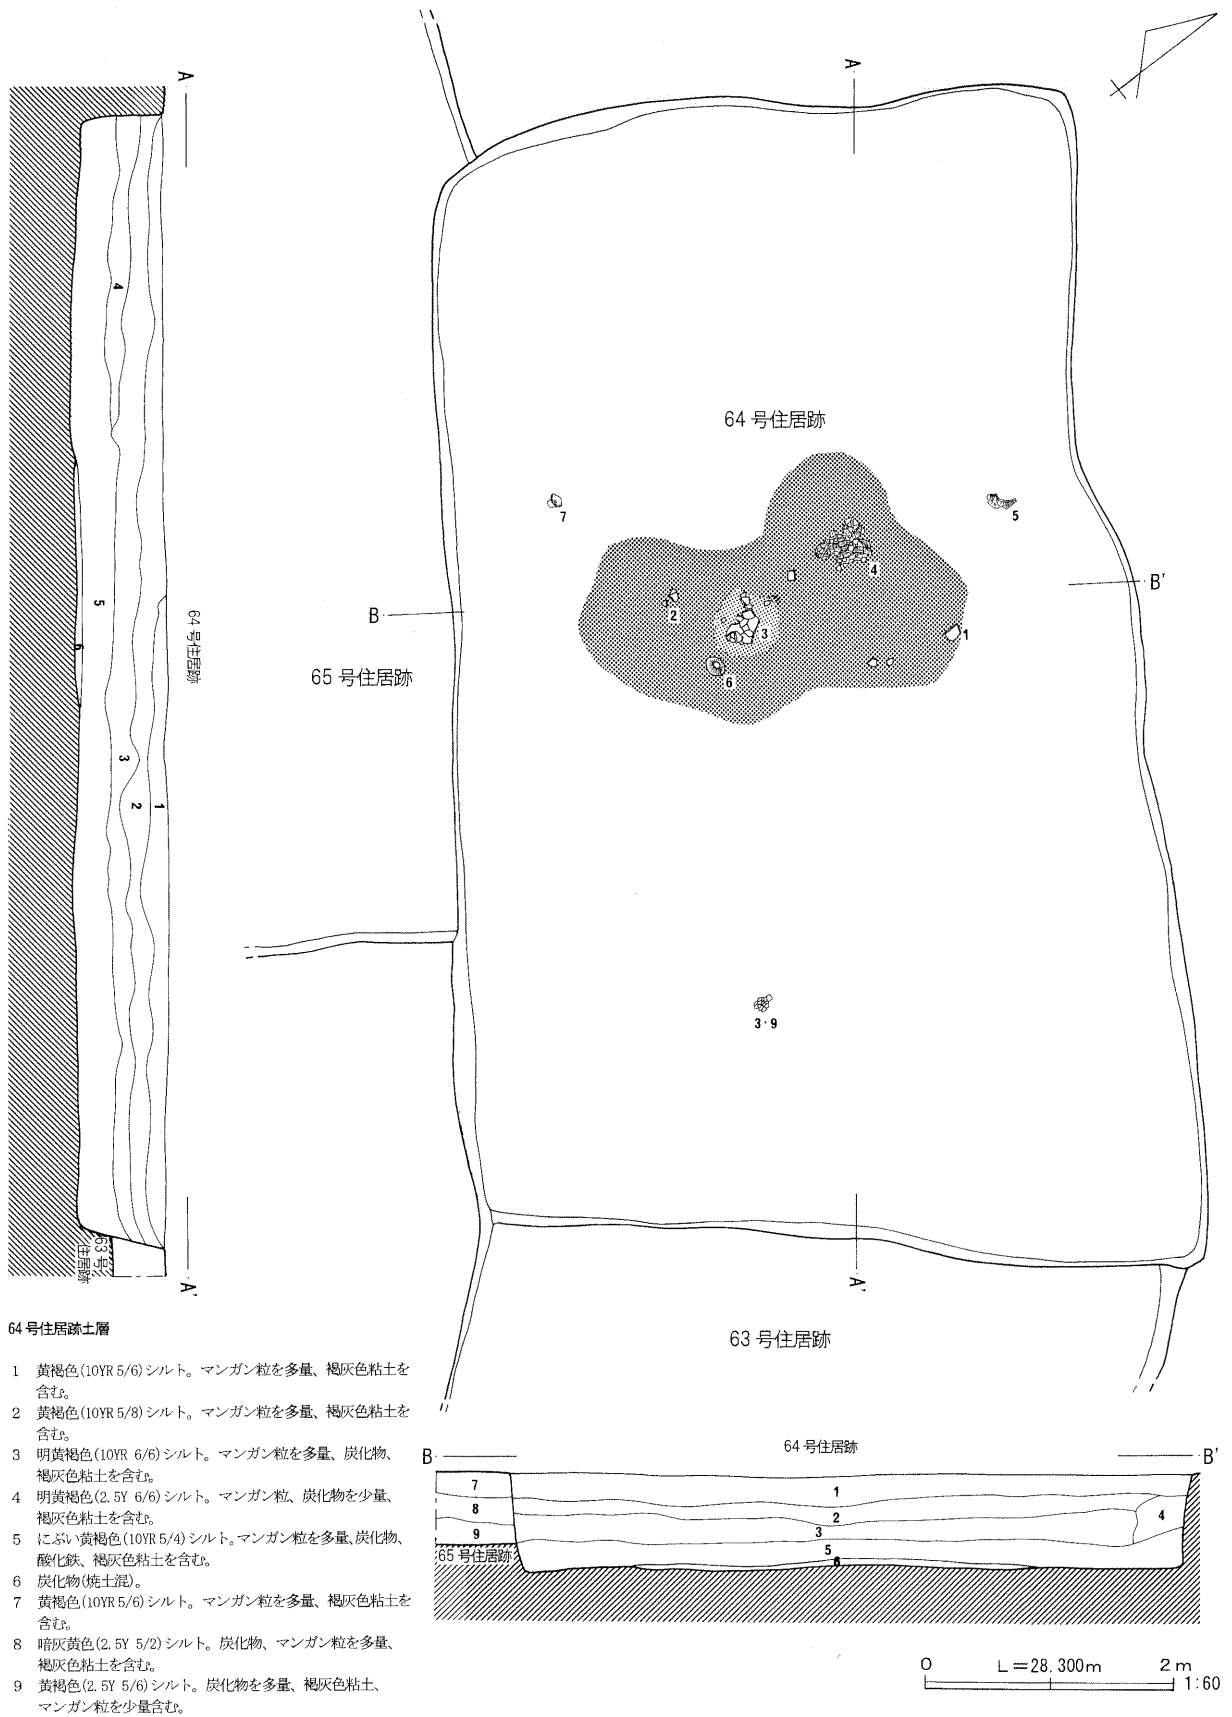 A
A
4
64号住居跡
7
5
4
5
B
B'
2
3
1
6
64号住居跡
65号住居跡
6
3
2
1
3・9
63号
住居跡
A'
A'
63号住居跡
64号住居跡土層
1 黄褐色(10YR 5/6)シルト。マンガン粒を多量、褐灰色粘土を
含む。
2 黄褐色(10YR 5/8)シルト。マンガン粒を多量、褐灰色粘土を
含む。
3 明黄褐色(10YR 6/6)シルト。マンガン粒を多量、炭化物、
褐灰色粘土を含む。
4 明黄褐色(2.5Y 6/6)シルト。マンガン粒、炭化物を少量、
褐灰色粘土を含む。
5 にぶい黄褐色(10YR 5/4)シルト。マンガン粒を多量、炭化物、
酸化鉄、褐灰色粘土を含む。
6 炭化物(焼土混)。
7 黄褐色(10YR 5/6)シルト。マンガン粒を多量、褐灰色粘土を
含む。
8 暗灰黄色(2.5Y 5/2)シルト。炭化物、マンガン粒を多量、
褐灰色粘土を含む。
9 黄褐色(2.5Y 5/6)シルト。炭化物を多量、褐灰色粘土、
マンガン粒を少量含む。
B
64号住居跡
B'
7
1
8
2
4
9
3
5
65号住居跡
6
0 L=28.300m 2m
1:60